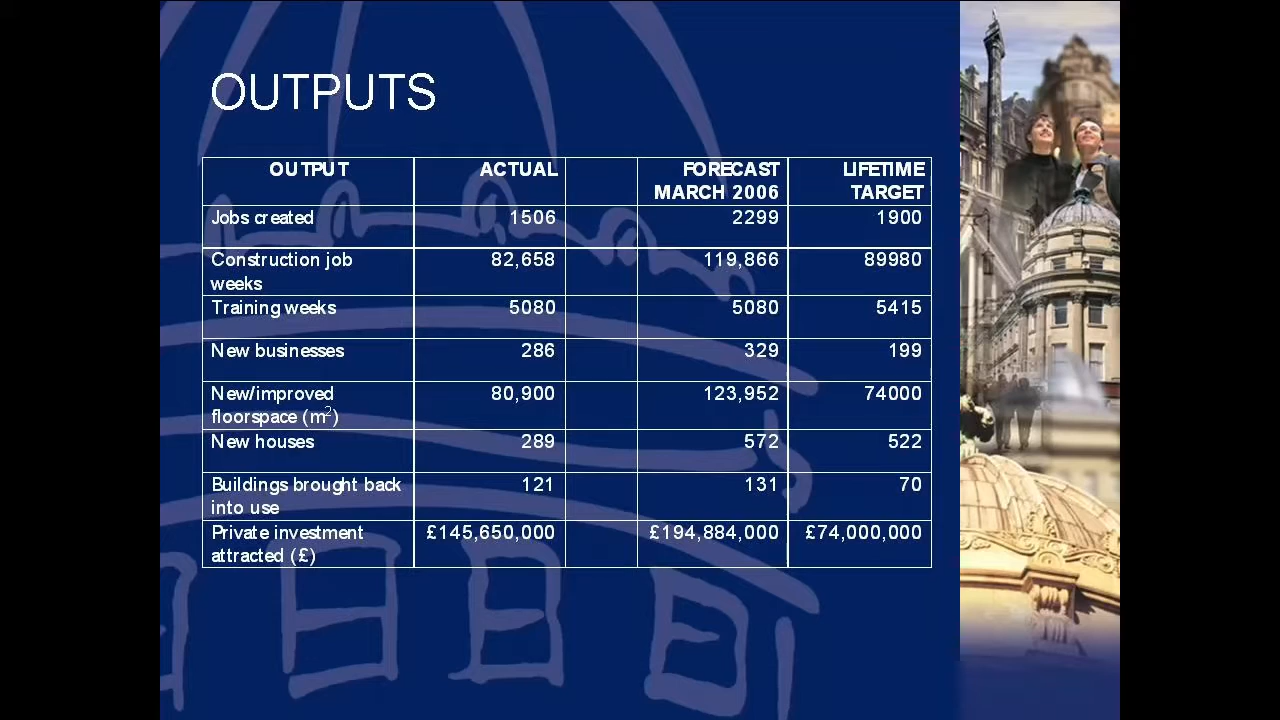 OUTPUTS
OUTPUT ACTUAL FORECAST MARCH 2006 LIFETIME TARGET
Jobs created 1506 2299 1900
Construction job weeks 82,658 119,866 89980
Training weeks 5080 5080 5415
New businesses 286 329 199
New/improved floorspace (m²) 80,900 123,952 74000
New houses 289 572 522
Buildings brought back into use 121 131 70
Private investment attracted (£) £145,650,000 £194,884,000 £74,000,000